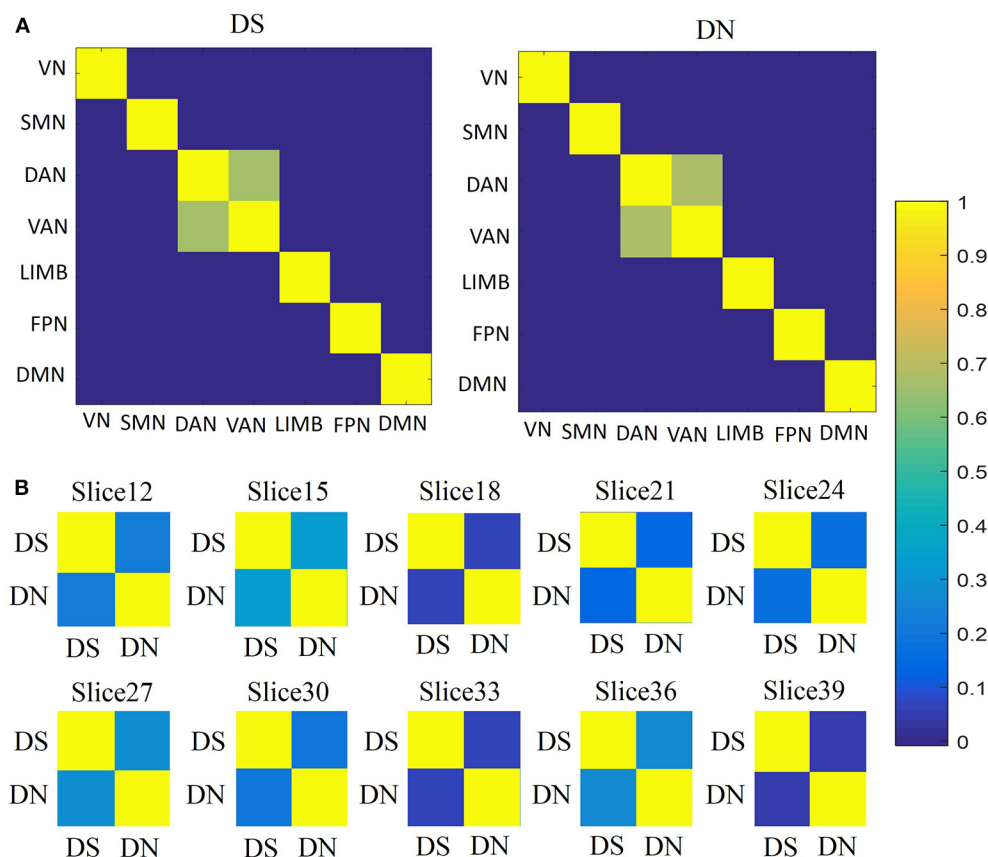 A
DS
DN
VN
SMN
DAN
VAN
LIMB
FPN
DMN
VN SMN DAN VAN LIMB FPN DMN
VN
SMN
DAN
VAN
LIMB
FPN
DMN
VN SMN DAN VAN LIMB FPN DMN
1
0.9
0.8
0.7
0.6
0.5
0.4
0.3
0.2
0.1
0
B
Slice12
DS
DN
DS DN
Slice15
DS
DN
DS DN
Slice18
DS
DN
DS DN
Slice21
DS
DN
DS DN
Slice24
DS
DN
DS DN
Slice27
DS
DN
DS DN
Slice30
DS
DN
DS DN
Slice33
DS
DN
DS DN
Slice36
DS
DN
DS DN
Slice39
DS
DN
DS DN